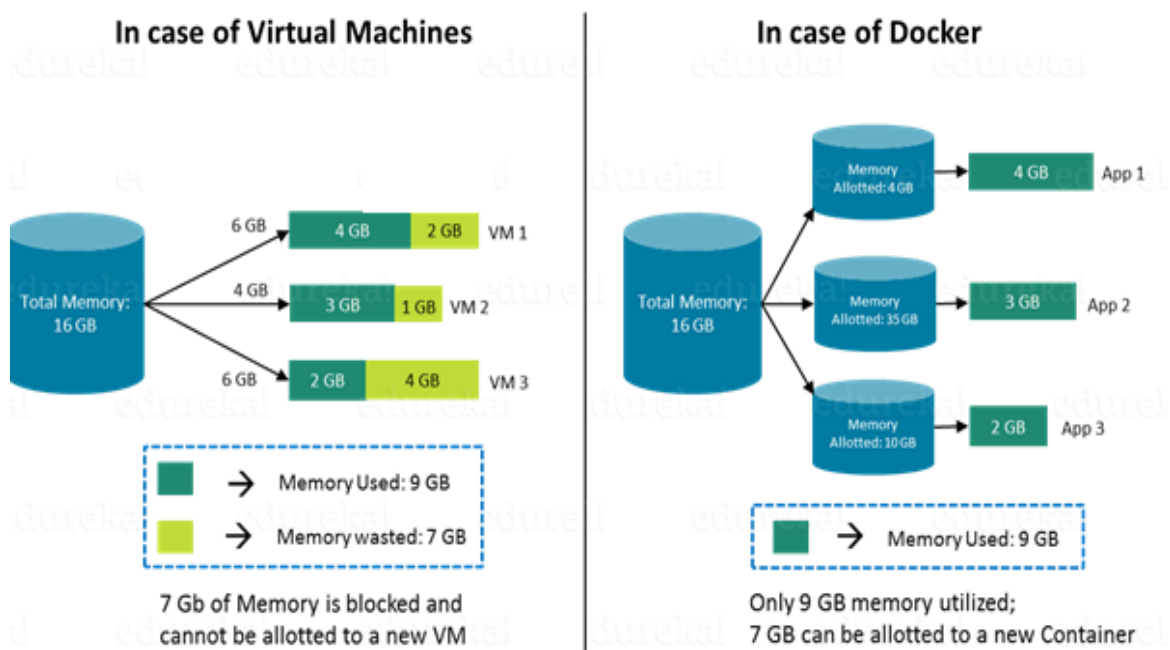 In case of Virtual Machines
Total Memory:
16 GB
6 GB
4 GB
2 GB
VM 1
4 GB
3 GB
1 GB
VM 2
6 GB
2 GB
4 GB
VM 3
→ Memory Used: 9 GB
→ Memory wasted: 7 GB
7 Gb of Memory is blocked and
cannot be allotted to a new VM
In case of Docker
Total Memory:
16 GB
Memory
Allotted: 4 GB
4 GB
App 1
Memory
Allotted: 35 GB
3 GB
App 2
Memory
Allotted: 10 GB
2 GB
App 3
→ Memory Used: 9 GB
Only 9 GB memory utilized;
7 GB can be allotted to a new Container
edureka!